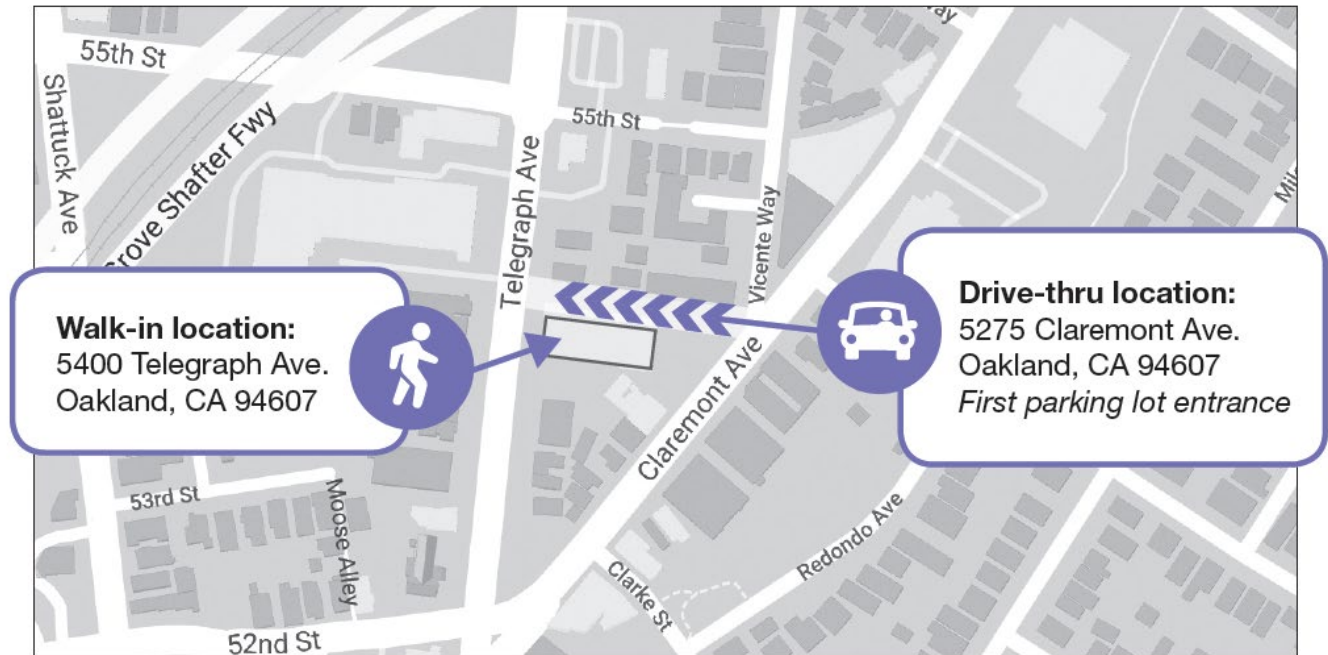 55th St
Shattuck Ave
Grove Shafter Fwy
Telegraph Ave
55th St
Vicente Way
Walk-in location:
5400 Telegraph Ave.
Oakland, CA 94607
Drive-thru location:
5275 Claremont Ave.
Oakland, CA 94607
First parking lot entrance
Claremont Ave
53rd St
Moose Alley
Redondo Ave
Clarke St
52nd St